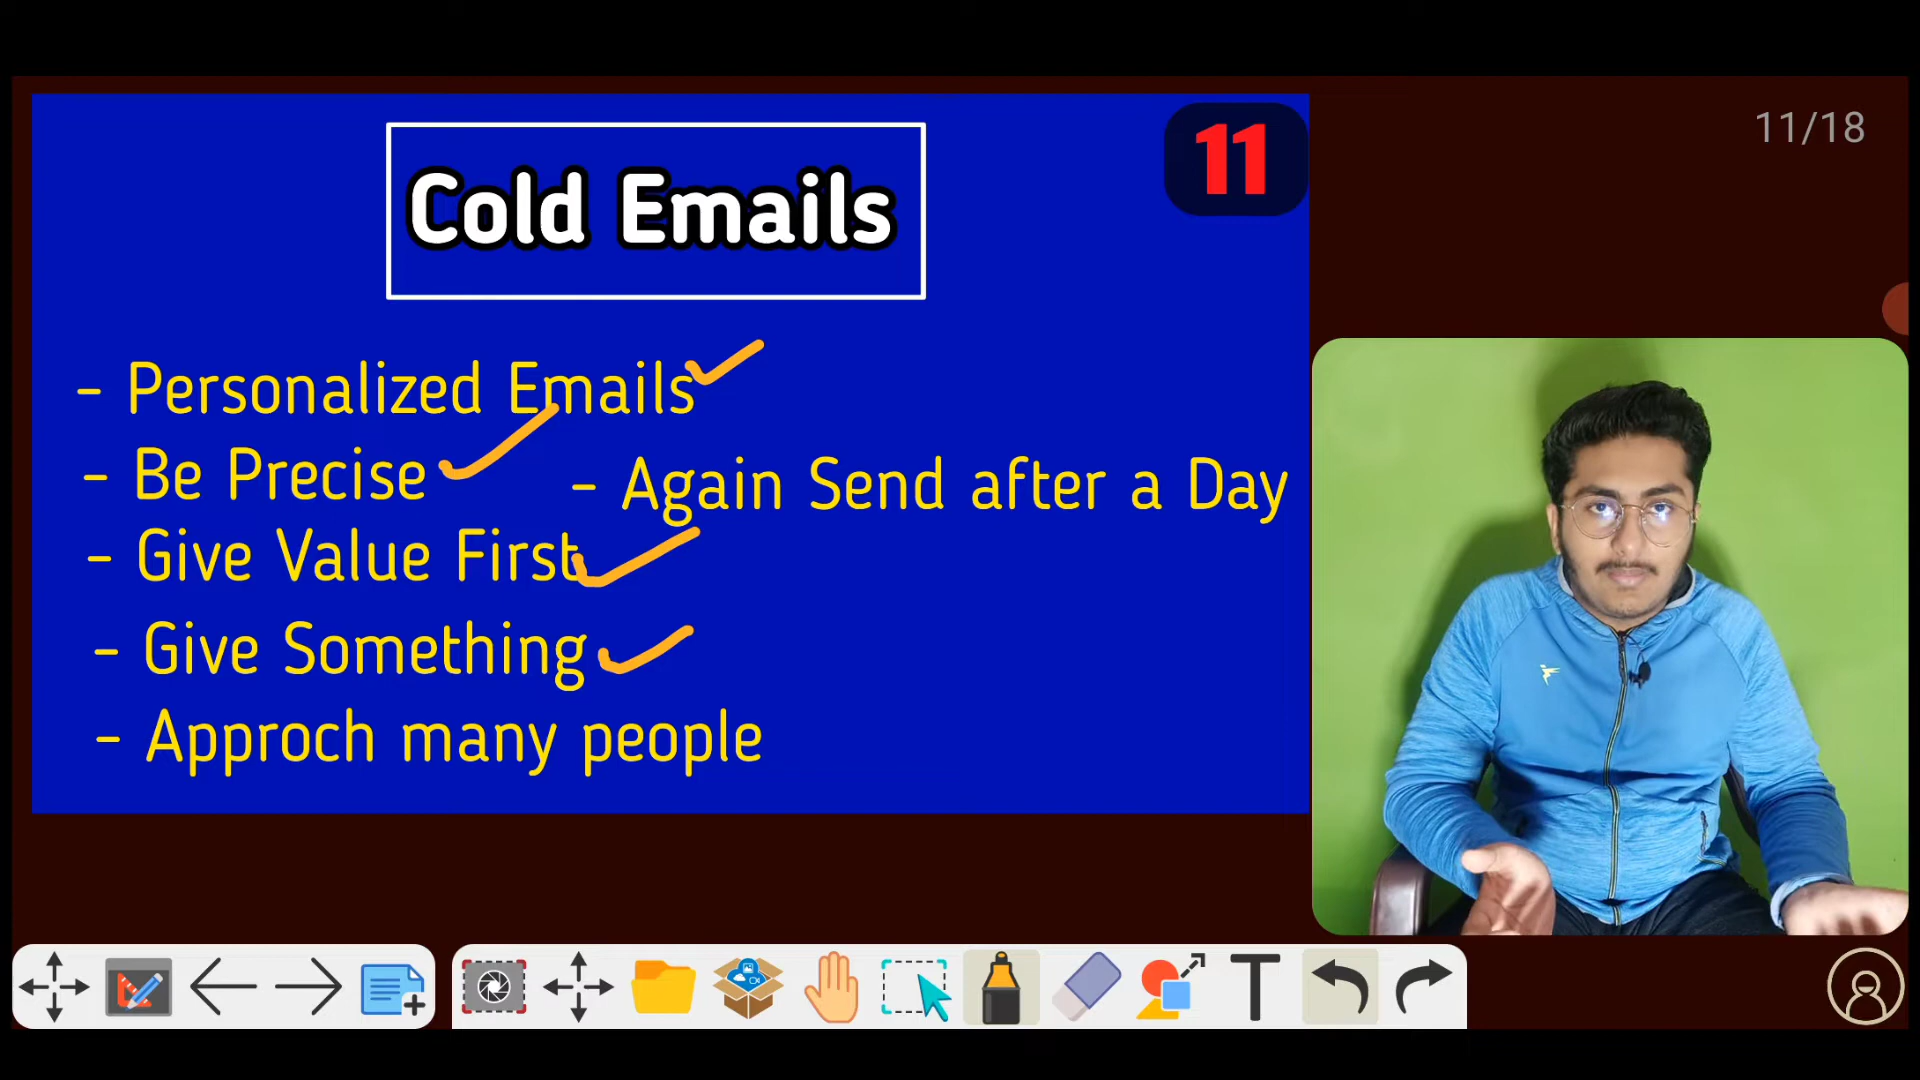 11/18
11
Cold Emails
- Personalized Emails
- Be Precise
- Again Send after a Day
- Give Value First
- Give Something
- Approch many people
T